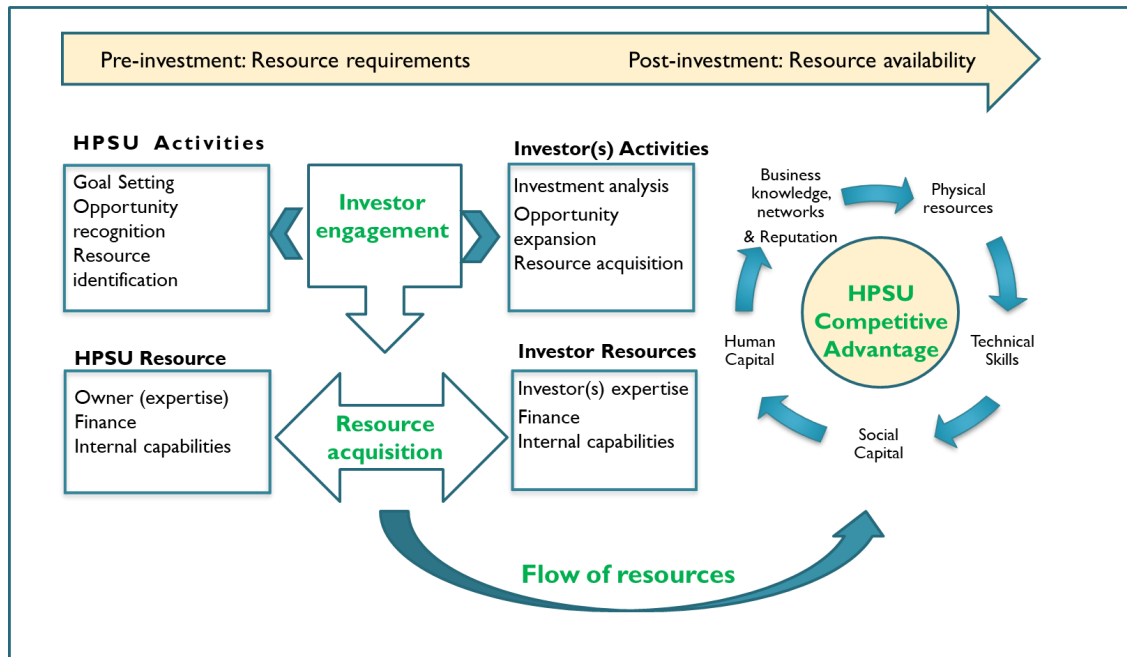 Pre-investment: Resource requirements
Post-investment: Resource availability
HPSU Activities
Goal Setting
Opportunity
recognition
Resource
identification
Investor
engagement
Investor(s) Activities
Investment analysis
Opportunity
expansion
Resource acquisition
HPSU Resource
Owner (expertise)
Finance
Internal capabilities
Resource
acquisition
Investor Resources
Investor(s) expertise
Finance
Internal capabilities
Business
knowledge,
networks
& Reputation
Physical
resources
Technical
Skills
Social
Capital
Human
Capital
HPSU
Competitive
Advantage
Flow of resources